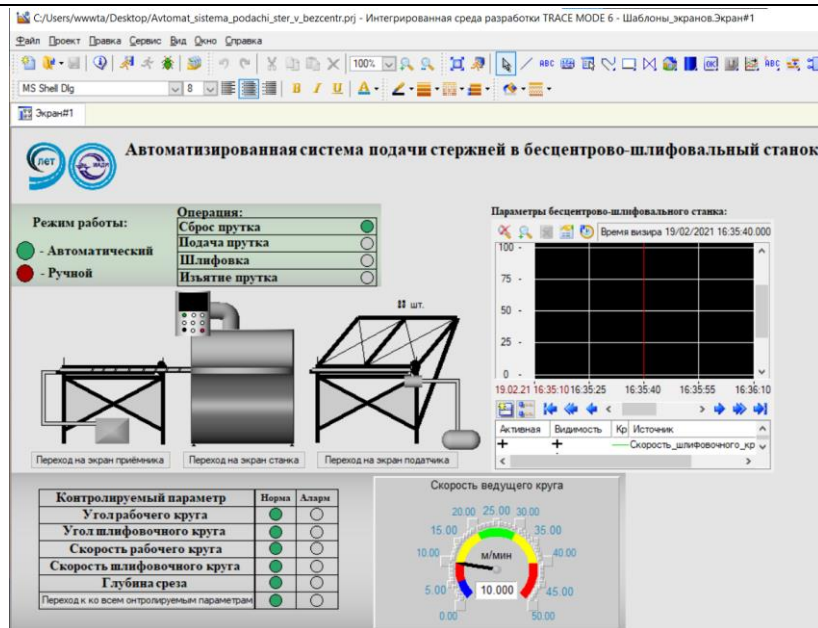 C:/Users/wwwta/Desktop/Avtomat_sistema_podachi_ster_v_bezcentr.prj - Интегрированная среда разработки TRACE MODE 6 - Шаблоны_экранов.Экран#1
Файл Проект Правка Сервис Вид Окно Справка
100%
ABC
MS Shell Dlg 8 B I U A
Экран#1
лет
МАДИ
Автоматизированная система подачи стержней в бесцентрово-шлифовальный станок
Режим работы:
- Автоматический
- Ручной
Операция:
Сброс прутка
Подача прутка
Шлифовка
Изъятие прутка
Параметры бесцентрово-шлифовального станка:
Время визира 19/02/2021 16:35:40.000
100
75
50
25
0
19.02.21 16:35:10 16:35:25 16:35:40 16:35:55 16:36:10
Активная Видимость Кр Источник
Скорость_шлифовочного_кр
## шт.
Переход на экран приёмника
Переход на экран станка
Переход на экран податчика
Контролируемый параметр Норма Аларм
Угол рабочего круга
Угол шлифовочного круга
Скорость рабочего круга
Скорость шлифовочного круга
Глубина среза
Переход к ко всем онтролируемым параметрам
Скорость ведущего круга
20.00 25.00 30.00
15.00 35.00
10.00 м/мин 40.00
5.00 10.000 45.00
0.00 50.00